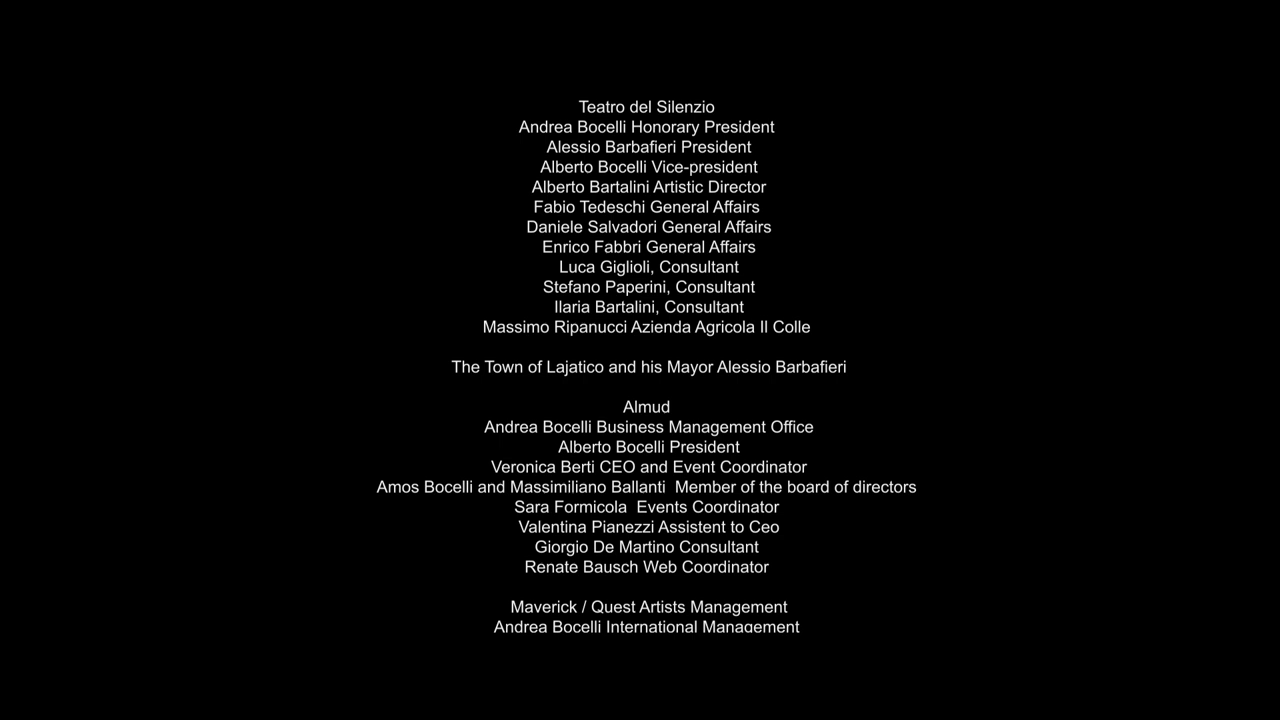 Teatro del Silenzio
Andrea Bocelli Honorary President
Alessio Barbafieri President
Alberto Bocelli Vice-president
Alberto Bartalini Artistic Director
Fabio Tedeschi General Affairs
Daniele Salvadori General Affairs
Enrico Fabbri General Affairs
Luca Giglioli, Consultant
Stefano Paperini, Consultant
Ilaria Bartalini, Consultant
Massimo Ripanucci Azienda Agricola Il Colle
The Town of Lajatico and his Mayor Alessio Barbafieri
Almud
Andrea Bocelli Business Management Office
Alberto Bocelli President
Veronica Berti CEO and Event Coordinator
Amos Bocelli and Massimiliano Ballanti  Member of the board of directors
Sara Formicola  Events Coordinator
Valentina Pianezzi Assistent to Ceo
Giorgio De Martino Consultant
Renate Bausch Web Coordinator
Maverick / Quest Artists Management
Andrea Bocelli International Management